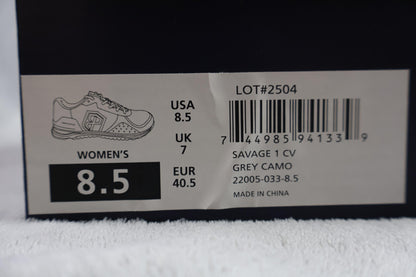 WOMEN'S
8.5
USA
8.5
UK
7
EUR
40.5
LOT#2504
7 44985 94133 9
SAVAGE 1 CV
GREY CAMO
22005-033-8.5
MADE IN CHINA